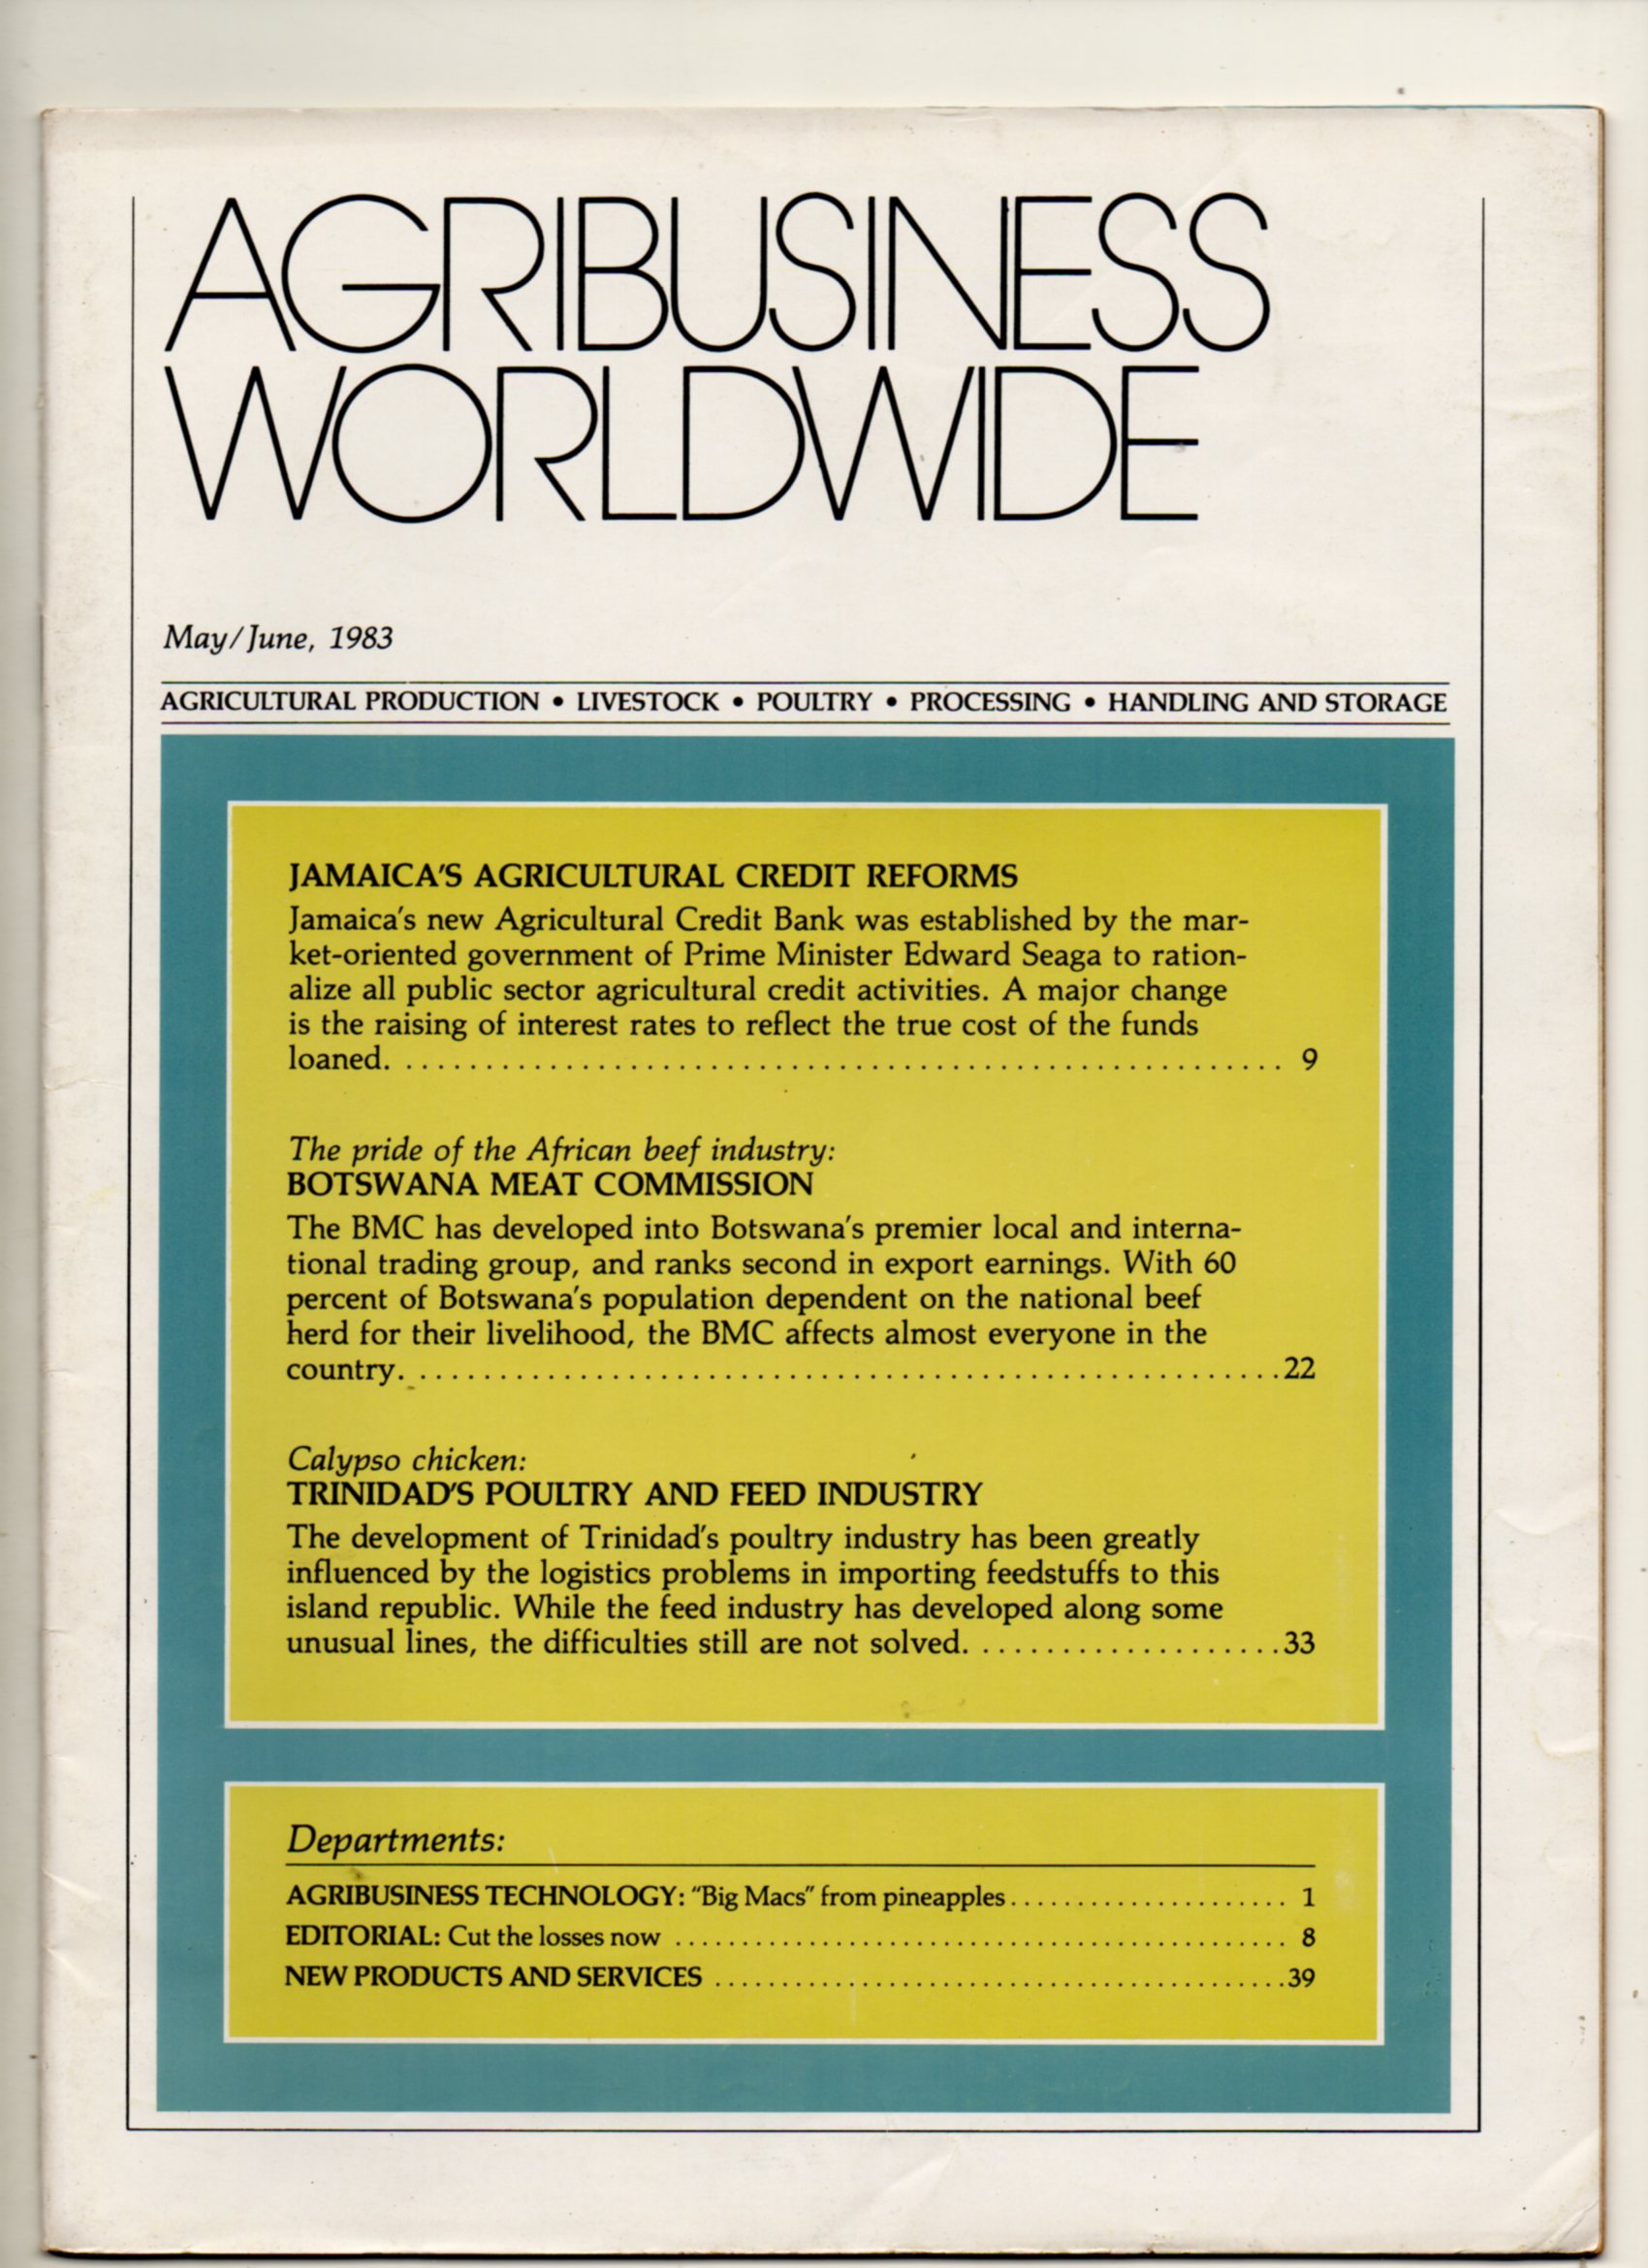 AGRIBUSINESS
WORLDWIDE
May/June, 1983
AGRICULTURAL PRODUCTION • LIVESTOCK • POULTRY • PROCESSING • HANDLING AND STORAGE
JAMAICA'S AGRICULTURAL CREDIT REFORMS
Jamaica's new Agricultural Credit Bank was established by the mar-
ket-oriented government of Prime Minister Edward Seaga to ration-
alize all public sector agricultural credit activities. A major change
is the raising of interest rates to reflect the true cost of the funds
loaned. ........................................................ 9
The pride of the African beef industry:
BOTSWANA MEAT COMMISSION
The BMC has developed into Botswana's premier local and interna-
tional trading group, and ranks second in export earnings. With 60
percent of Botswana's population dependent on the national beef
herd for their livelihood, the BMC affects almost everyone in the
country. .......................................................22
Calypso chicken:
TRINIDAD'S POULTRY AND FEED INDUSTRY
The development of Trinidad's poultry industry has been greatly
influenced by the logistics problems in importing feedstuffs to this
island republic. While the feed industry has developed along some
unusual lines, the difficulties still are not solved. ...................33
Departments:
AGRIBUSINESS TECHNOLOGY: "Big Macs" from pineapples..................... 1
EDITORIAL: Cut the losses now .............................................. 8
NEW PRODUCTS AND SERVICES ...........................................39